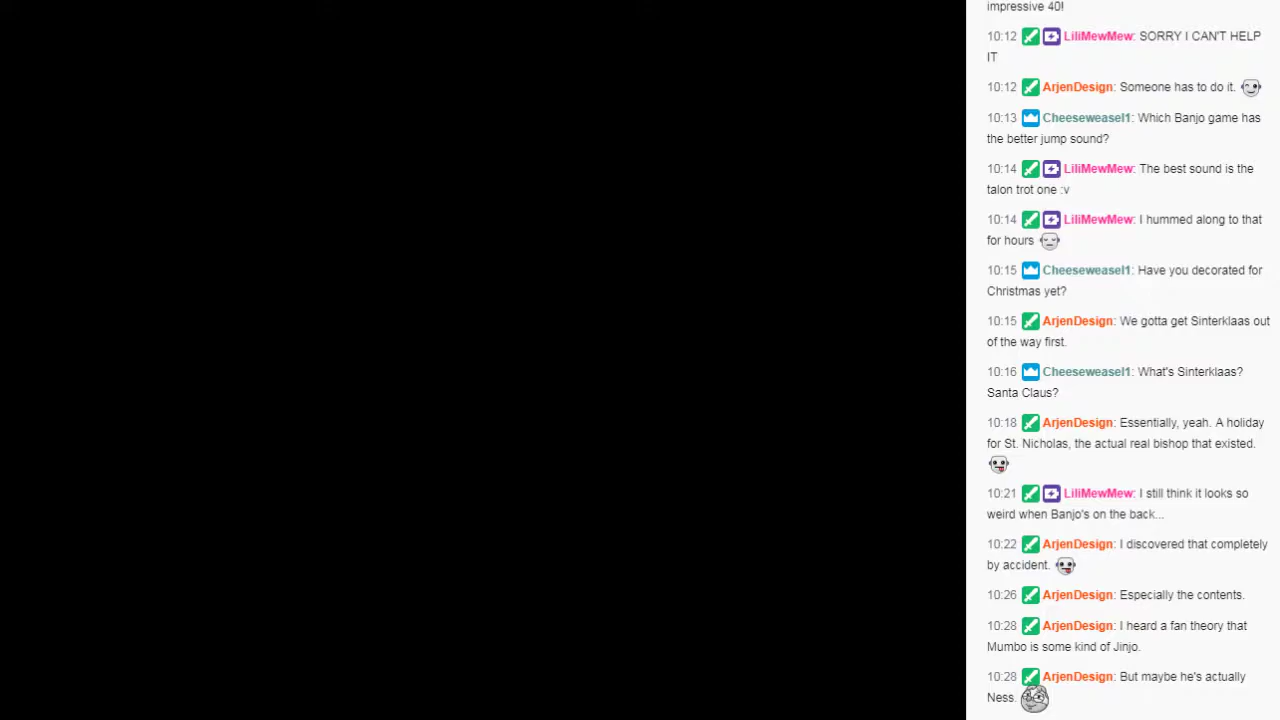 impressive 40!
10:12 LiliMewMew: SORRY I CAN'T HELP
IT
10:12 ArjenDesign: Someone has to do it.
10:13 Cheeseweasel1: Which Banjo game has
the better jump sound?
10:14 LiliMewMew: The best sound is the
talon trot one :v
10:14 LiliMewMew: I hummed along to that
for hours
10:15 Cheeseweasel1: Have you decorated for
Christmas yet?
10:15 ArjenDesign: We gotta get Sinterklaas out
of the way first.
10:16 Cheeseweasel1: What's Sinterklaas?
Santa Claus?
10:18 ArjenDesign: Essentially, yeah. A holiday
for St. Nicholas, the actual real bishop that existed.
10:21 LiliMewMew: I still think it looks so
weird when Banjo's on the back...
10:22 ArjenDesign: I discovered that completely
by accident.
10:26 ArjenDesign: Especially the contents.
10:28 ArjenDesign: I heard a fan theory that
Mumbo is some kind of Jinjo.
10:28 ArjenDesign: But maybe he's actually
Ness.